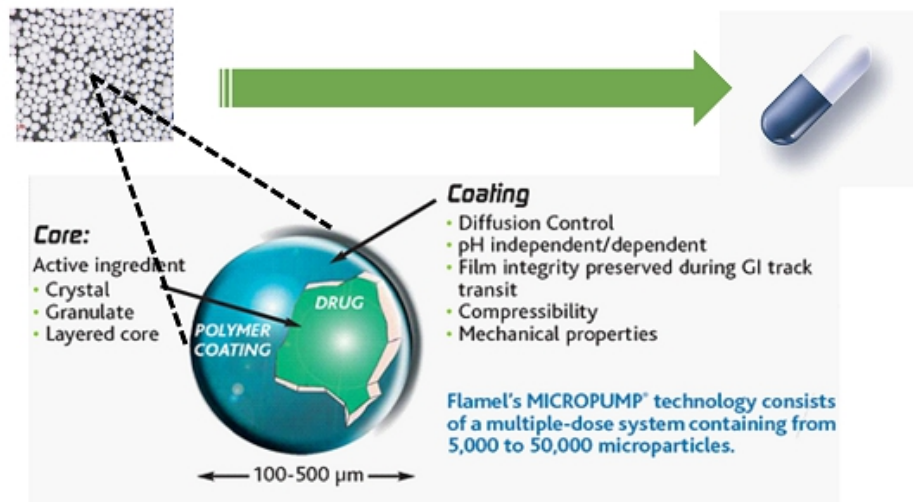 Coating
• Diffusion Control
• pH independent/dependent
• Film integrity preserved during GI track
transit
• Compressibility
• Mechanical properties
Core:
Active ingredient
• Crystal
• Granulate
• Layered core
DRUG
POLYMER
COATING
Flamel's MICROPUMP® technology consists
of a multiple-dose system containing from
5,000 to 50,000 microparticles.
100-500 µm